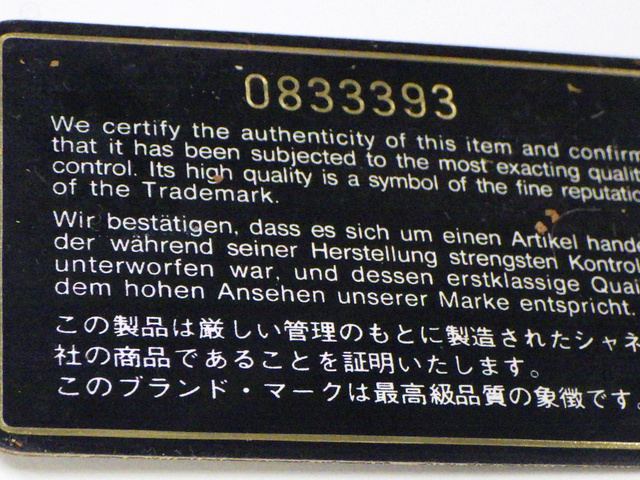 0833393
We certify the authenticity of this item and confirm
that it has been subjected to the most exacting qualit
control. Its high quality is a symbol of the fine reputatio
of the Trademark.
Wir bestätigen, dass es sich um einen Artikel hande
der während seiner Herstellung strengsten Kontrol
unterworfen war, und dessen erstklassige Quai
dem hohen Ansehen unserer Marke entspricht.
この製品は厳しい管理のもとに製造されたシャネ
社の商品であることを証明いたします。
このブランド・マークは最高級品質の象徴です。